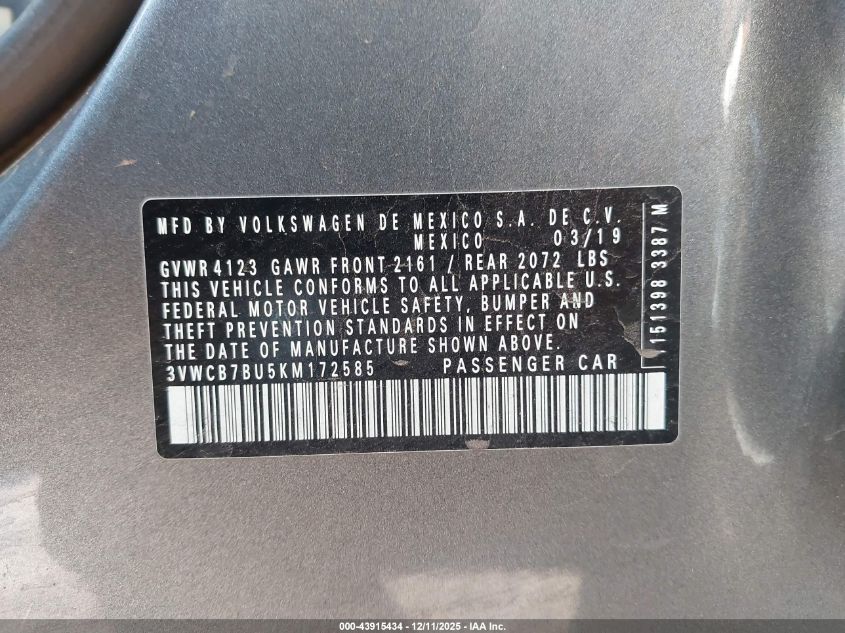 MFD BY VOLKSWAGEN DE MEXICO S.A. DE C.V.
MEXICO 03/19
GVWR 4123 GAWR FRONT 2161 / REAR 2072 LBS
THIS VEHICLE CONFORMS TO ALL APPLICABLE U.S.
FEDERAL MOTOR VEHICLE SAFETY, BUMPER AND
THEFT PREVENTION STANDARDS IN EFFECT ON
THE DATE OF MANUFACTURE SHOWN ABOVE.
3VWCB7BU5KM172585 PASSENGER CAR
151398 3387 M
000-43915434 - 12/11/2025 - IAA Inc.